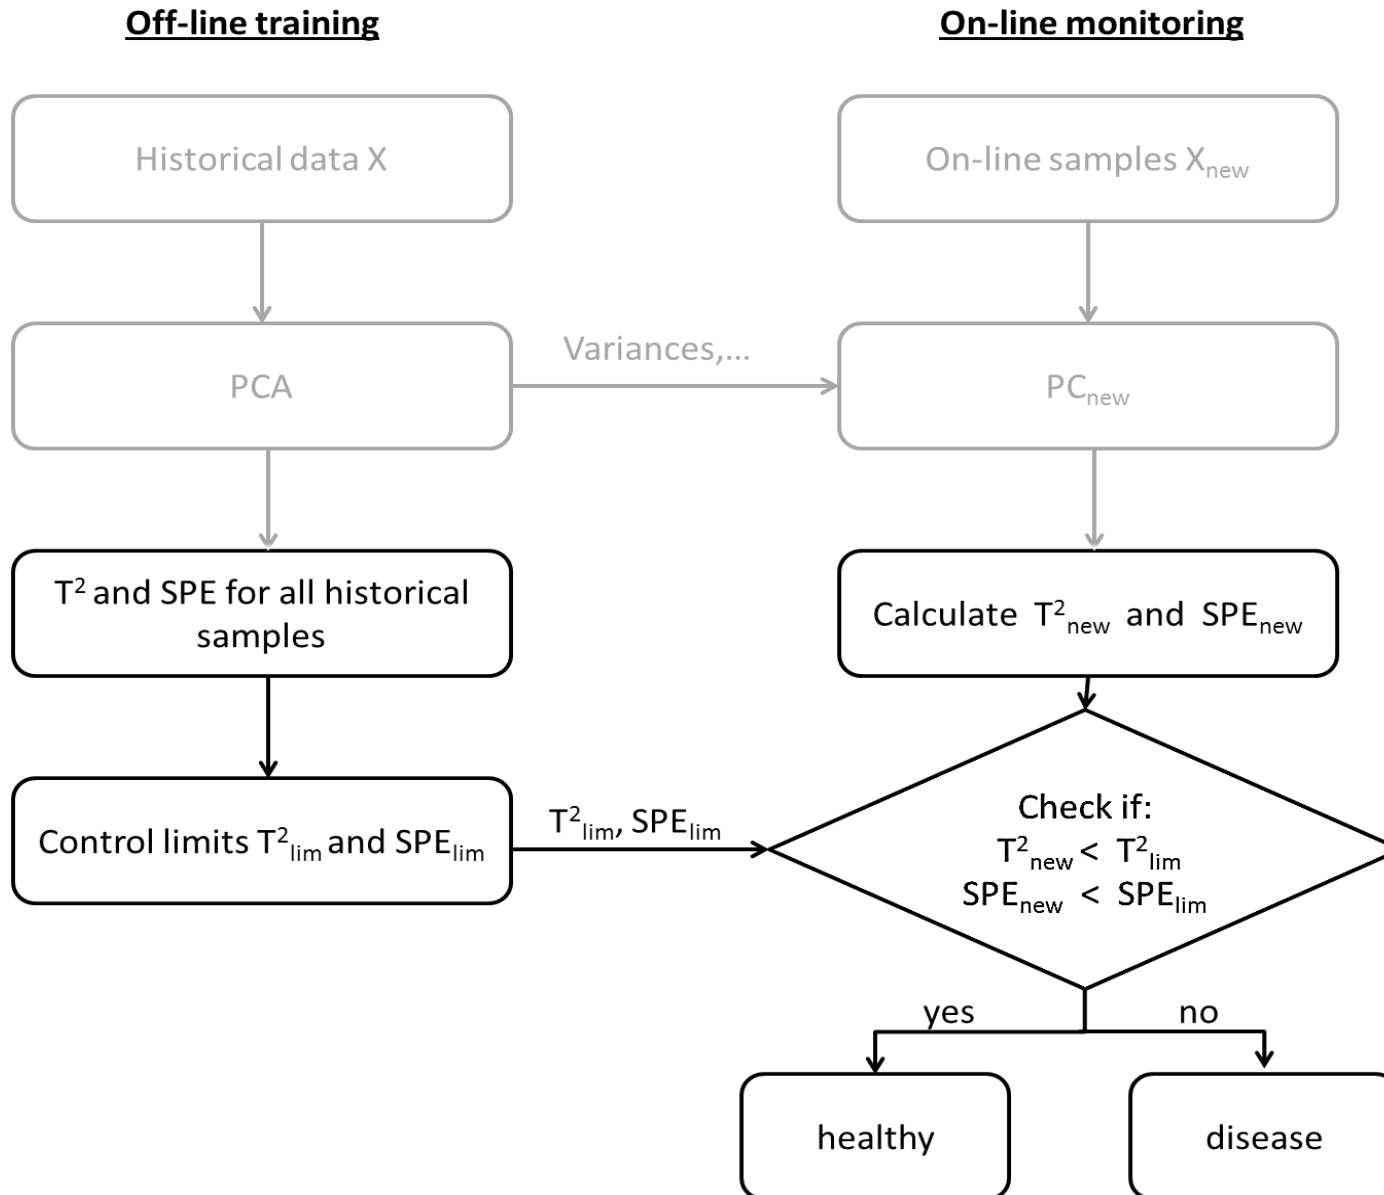 Off-line training
On-line monitoring
Historical data X
On-line samples Xnew
PCA
Variances,...
PCnew
T² and SPE for all historical
samples
Calculate T²new and SPEnew
Control limits T²lim and SPElim
T²lim, SPElim
Check if:
T²new < T²lim
SPEnew < SPElim
yes
no
healthy
disease